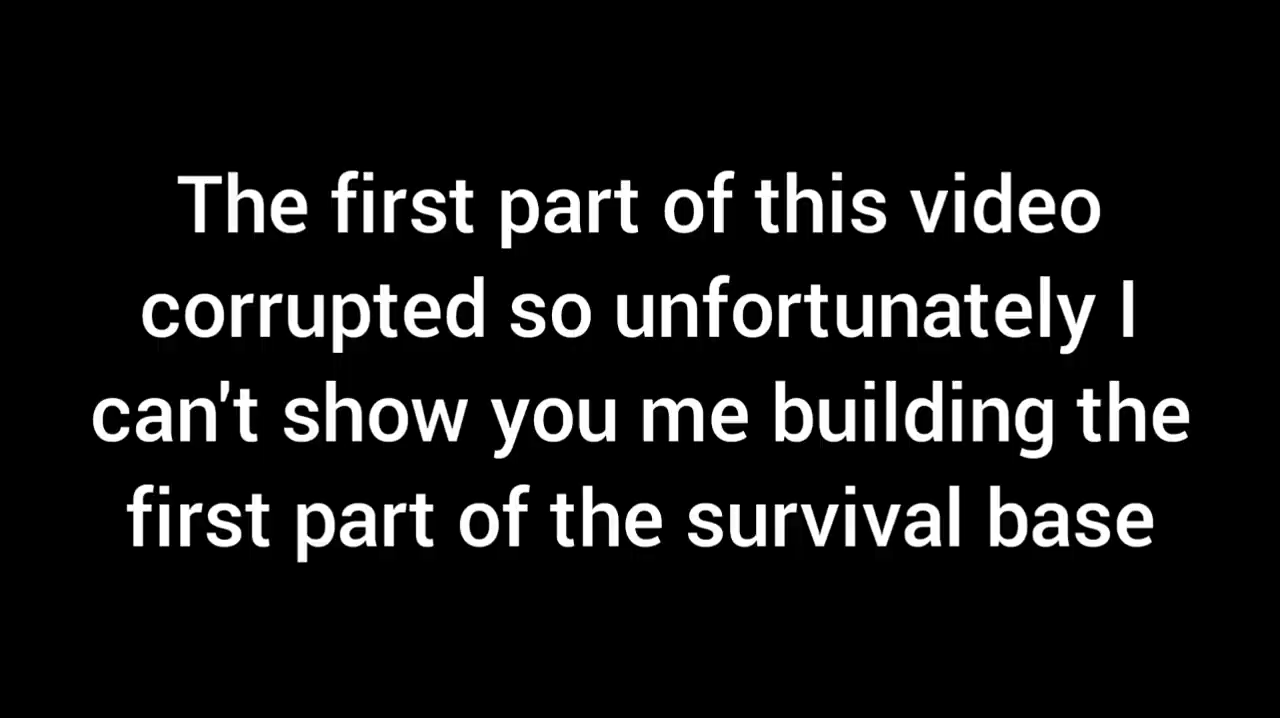 The first part of this video
corrupted so unfortunately I
can't show you me building the
first part of the survival base